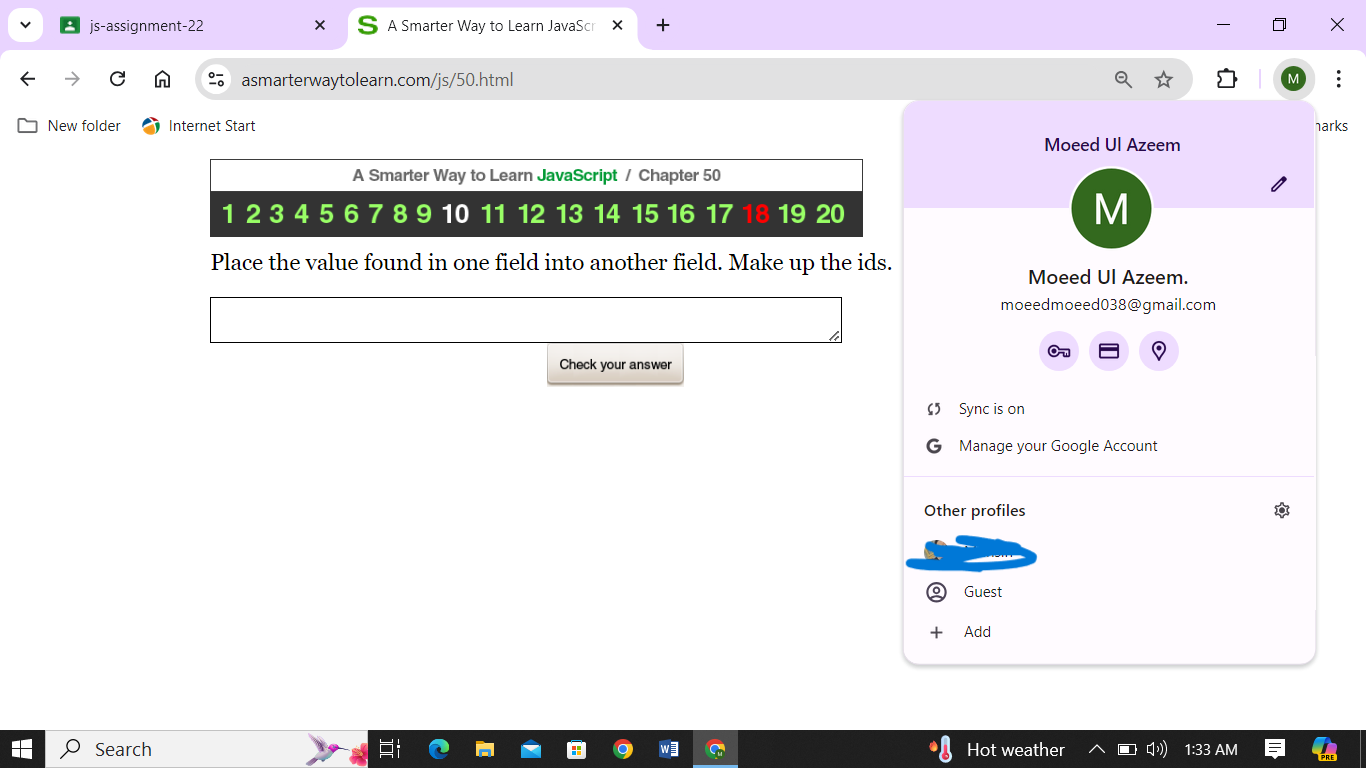 js-assignment-22
A Smarter Way to Learn JavaScr
asmarterwaytolearn.com/js/50.html
M
New folder
Internet Start
A Smarter Way to Learn JavaScript / Chapter 50
1 2 3 4 5 6 7 8 9 10 11 12 13 14 15 16 17 18 19 20
Place the value found in one field into another field. Make up the ids.
Check your answer
Moeed Ul Azeem
M
Moeed Ul Azeem.
moeedmoeed038@gmail.com
Sync is on
Manage your Google Account
Other profiles
Guest
Add
Search
Hot weather
1:33 AM
PRE